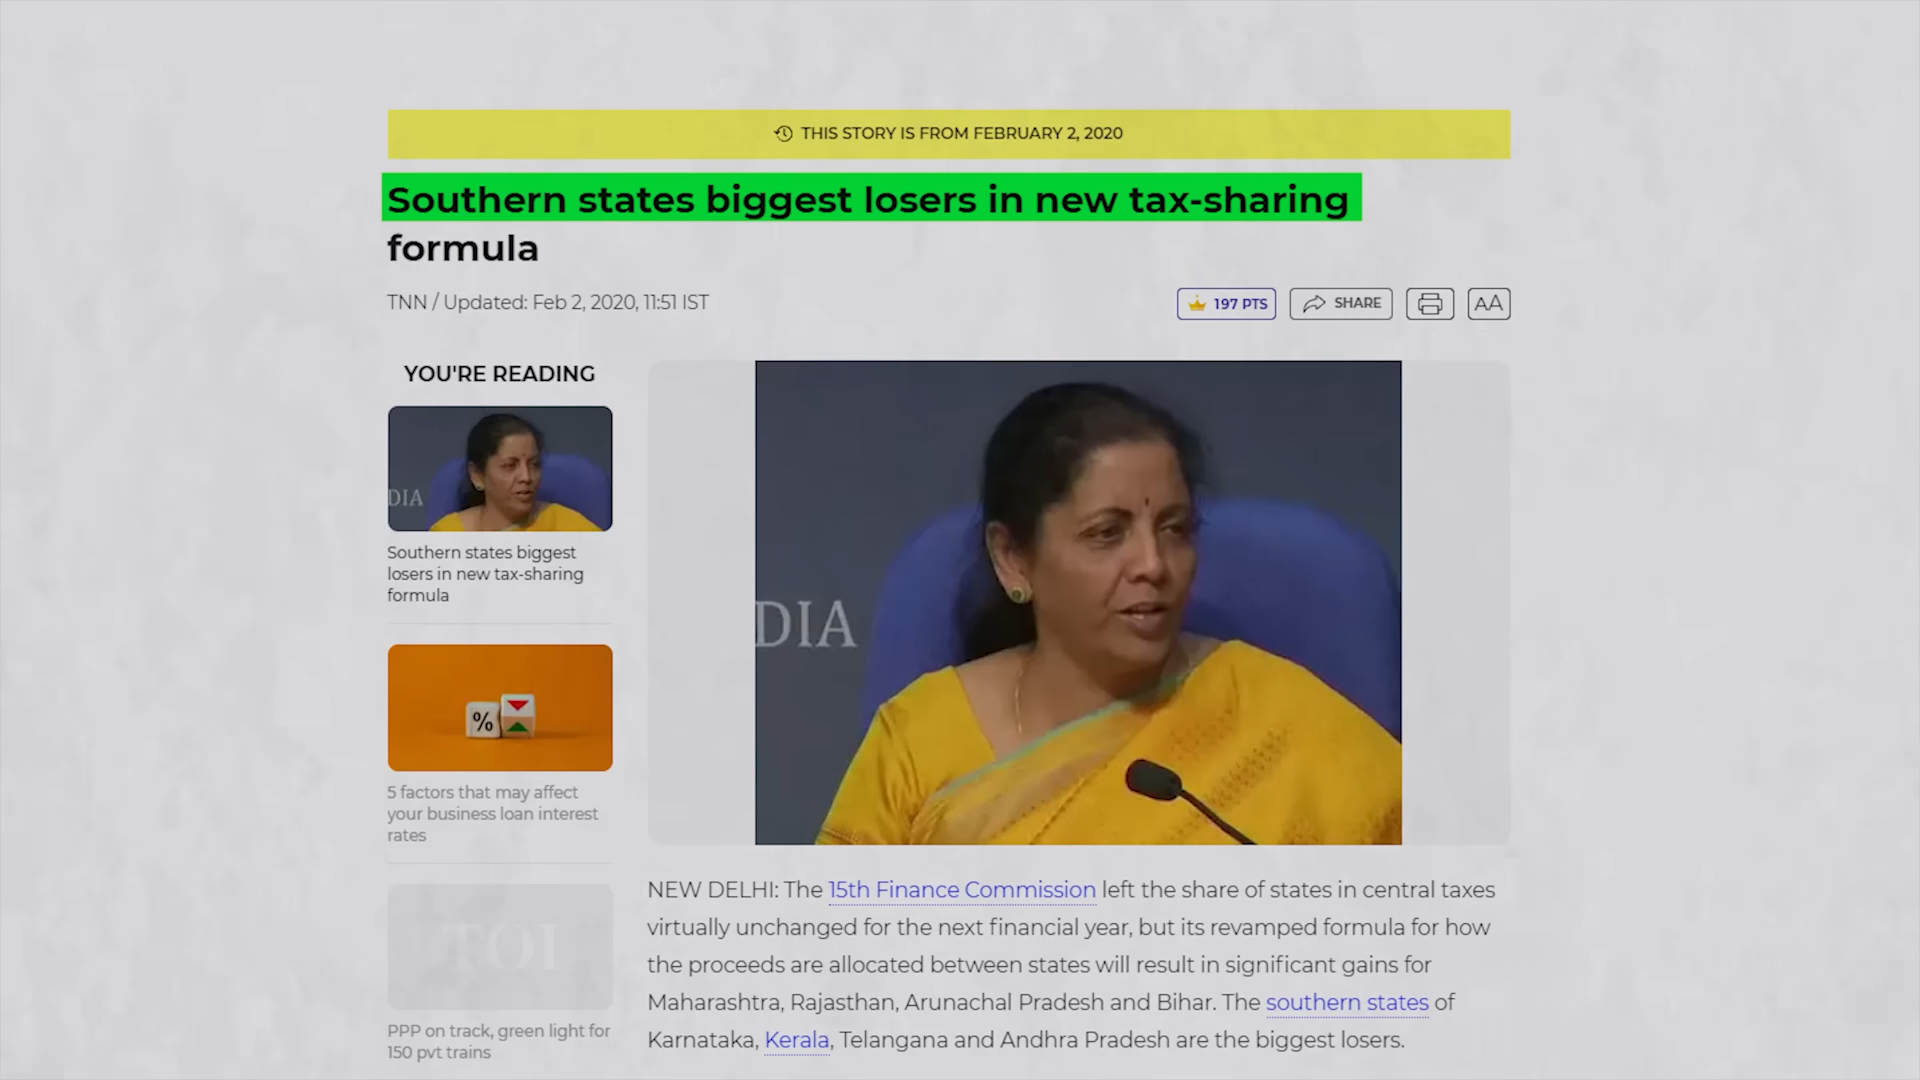 THIS STORY IS FROM FEBRUARY 2, 2020
Southern states biggest losers in new tax-sharing
formula
TNN / Updated: Feb 2, 2020, 11:51 IST
197 PTS
SHARE
AA
YOU'RE READING
DIA
Southern states biggest
losers in new tax-sharing
formula
%
5 factors that may affect
your business loan interest
rates
TOI
PPP on track, green light for
150 pvt trains
DIA
NEW DELHI: The 15th Finance Commission left the share of states in central taxes
virtually unchanged for the next financial year, but its revamped formula for how
the proceeds are allocated between states will result in significant gains for
Maharashtra, Rajasthan, Arunachal Pradesh and Bihar. The southern states of
Karnataka, Kerala, Telangana and Andhra Pradesh are the biggest losers.